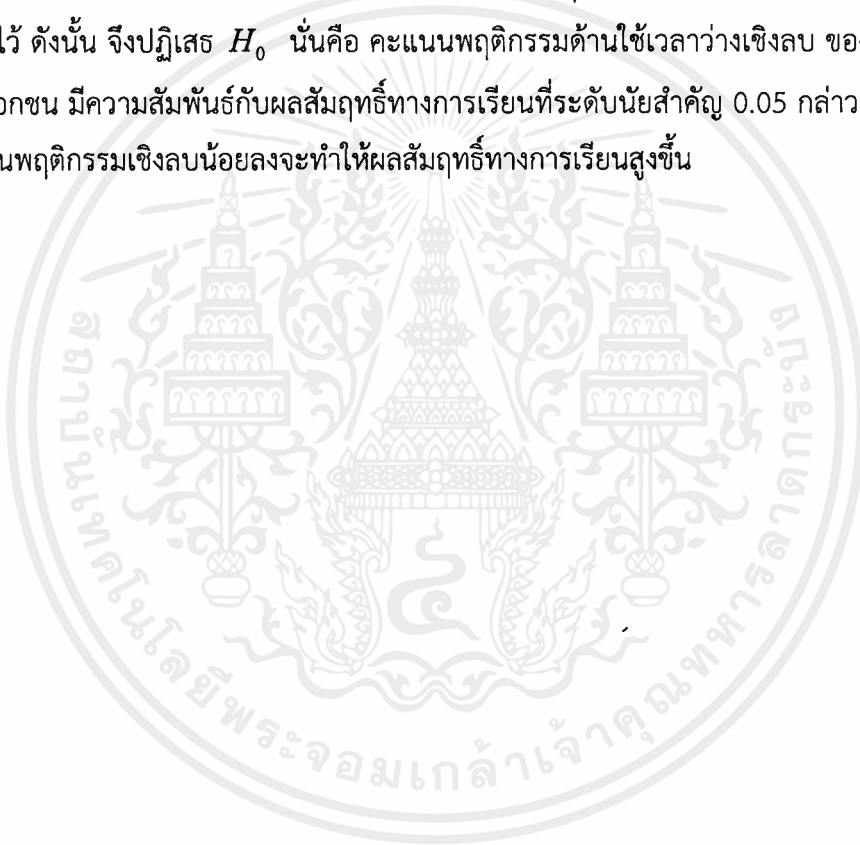 ไว้ ดังนั้น จึงปฏิเสธ H₀ นั่นคือ คะแนนพฤติกรรมด้านใช้เวลาว่างเชิงลบ ของ
อกชน มีความสัมพันธ์กับผลสัมฤทธิ์ทางการเรียนที่ระดับนัยสำคัญ 0.05 กล่าว
นพฤติกรรมเชิงลบน้อยลงจะทำให้ผลสัมฤทธิ์ทางการเรียนสูงขึ้น
สถาบันเทคโนโลยีพระจอมเกล้าเจ้าคุณทหารลาดกระบัง